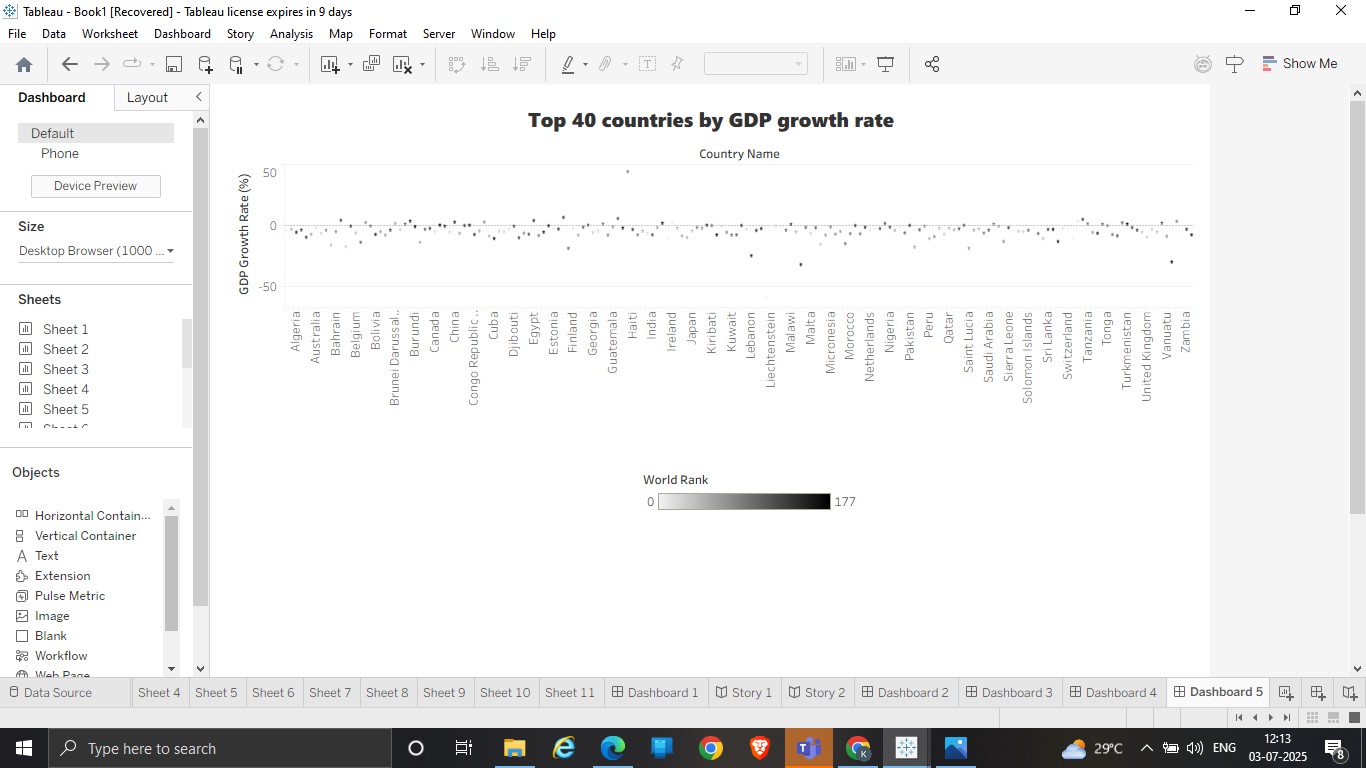 Tableau - Book1 [Recovered] - Tableau license expires in 9 days
File Data Worksheet Dashboard Story Analysis Map Format Server Window Help
Show Me
Dashboard Layout
Default
Phone
Device Preview
Size
Desktop Browser (1000 ...
Sheets
Sheet 1
Sheet 2
Sheet 3
Sheet 4
Sheet 5
Objects
Horizontal Contain...
Vertical Container
Text
Extension
Pulse Metric
Image
Blank
Workflow
Web Page
Top 40 countries by GDP growth rate
Country Name
GDP Growth Rate (%)
50
0
-50
Algeria
Australia
Bahrain
Belgium
Bolivia
Brunei Darussal..
Burundi
Canada
China
Congo Republic ..
Cuba
Djibouti
Egypt
Estonia
Finland
Georgia
Guatemala
Haiti
India
Ireland
Japan
Kiribati
Kuwait
Lebanon
Liechtenstein
Malawi
Malta
Micronesia
Morocco
Netherlands
Nigeria
Pakistan
Peru
Qatar
Saint Lucia
Saudi Arabia
Sierra Leone
Solomon Islands
Sri Lanka
Switzerland
Tanzania
Tonga
Turkmenistan
United Kingdom
Vanuatu
Zambia
World Rank
0 177
Data Source Sheet 4 Sheet 5 Sheet 6 Sheet 7 Sheet 8 Sheet 9 Sheet 10 Sheet 11 Dashboard 1 Story 1 Story 2 Dashboard 2 Dashboard 3 Dashboard 4 Dashboard 5
Type here to search
29°C
ENG
12:13
03-07-2025
8